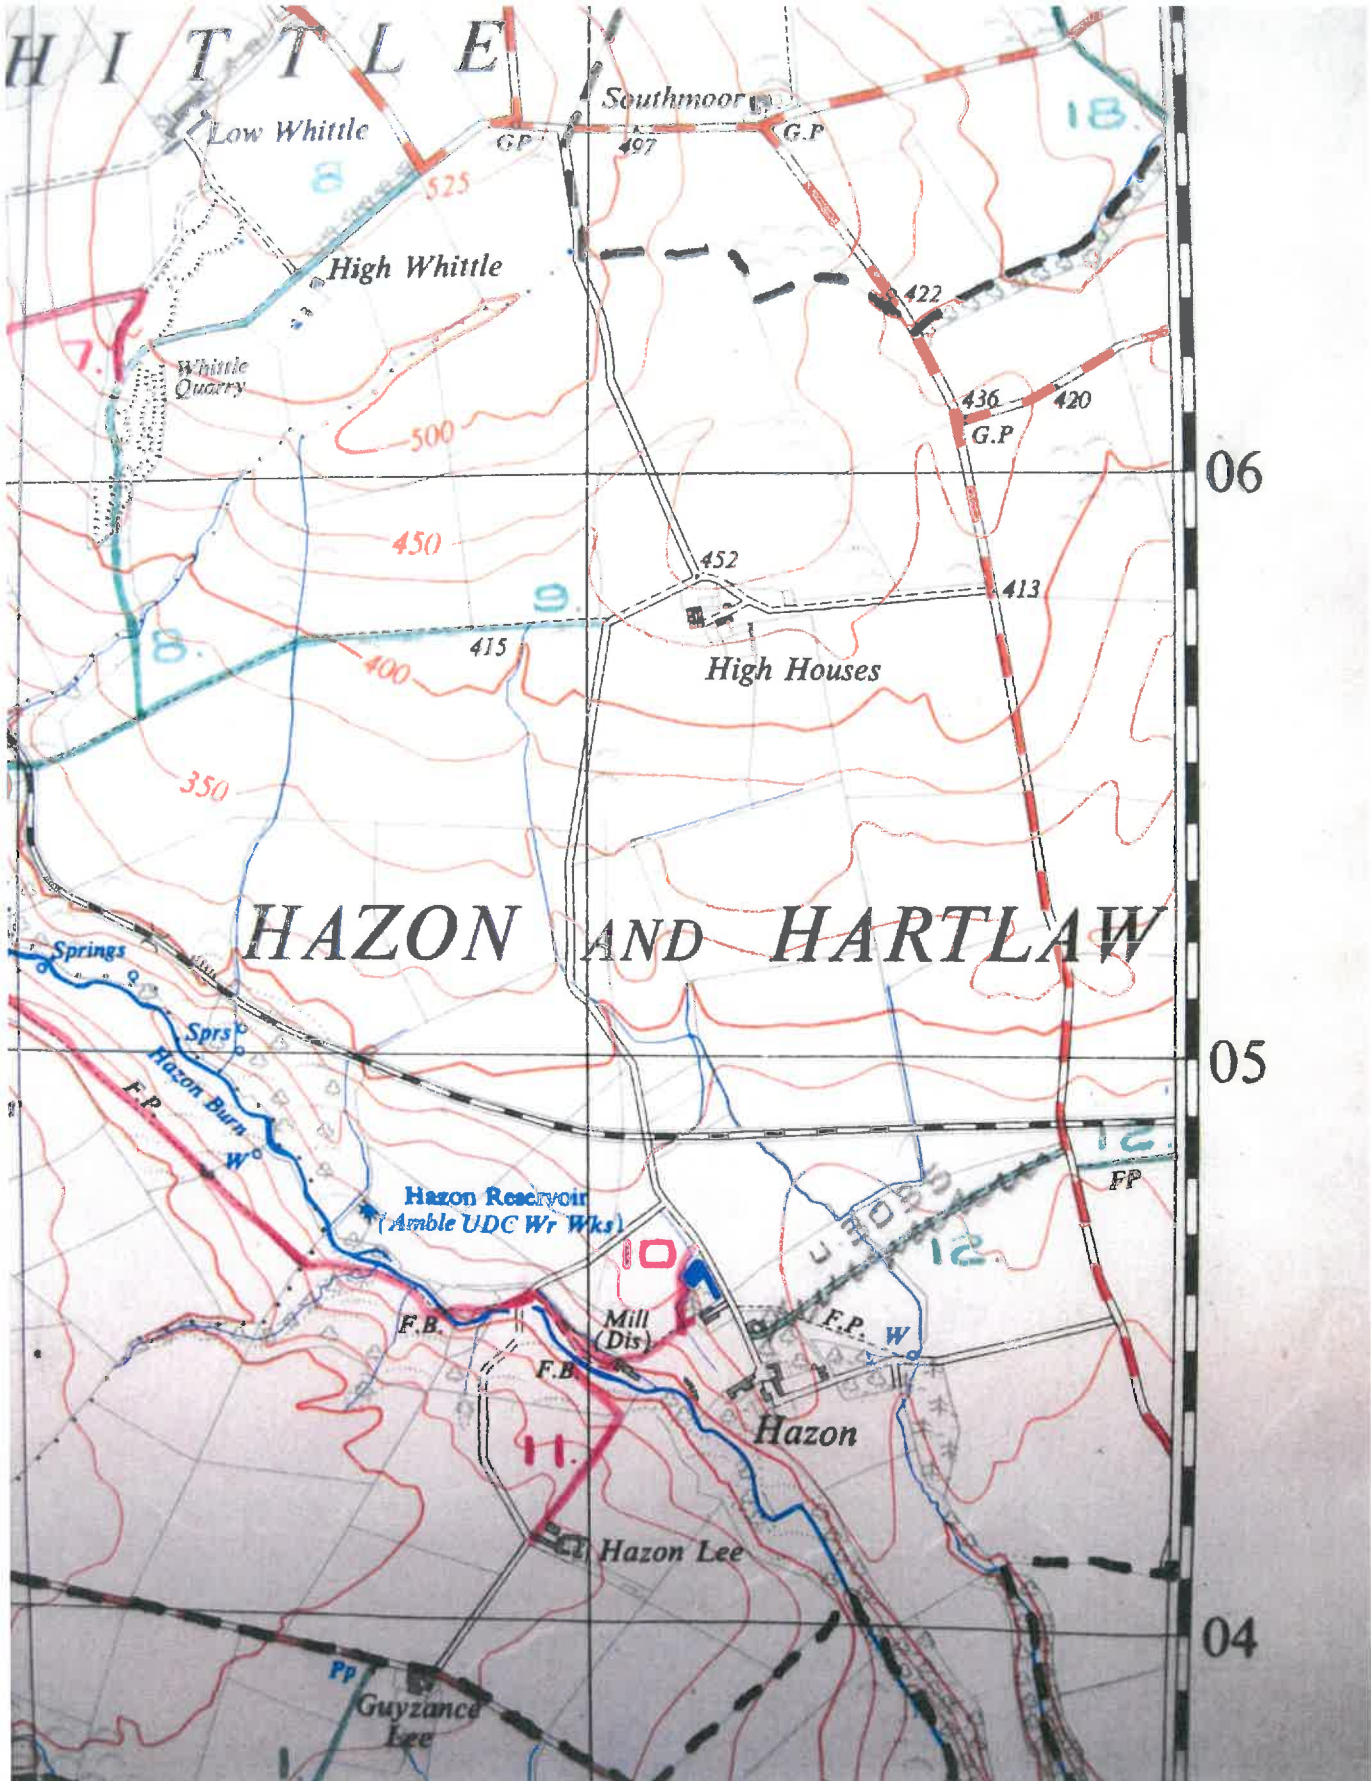 HITTLE
Southmoor
G.P
GP
497
18.
Low Whittle
8
525
High Whittle
422
7.
Whittle
Quarry
436
420
G.P
500
06
450
452
9.
413
8.
415
400
High Houses
350
HAZON AND HARTLAW
Springs
Sprs
05
Hazon Burn
F.P.
W
12.
FP
Hazon Reservoir
(Amble UDC Wr Wks)
10
12.
Mill
(Dis)
F.P.
W
F.B.
F.B.
Hazon
11.
Hazon Lee
04
Pp
Guyzance
Lee
1